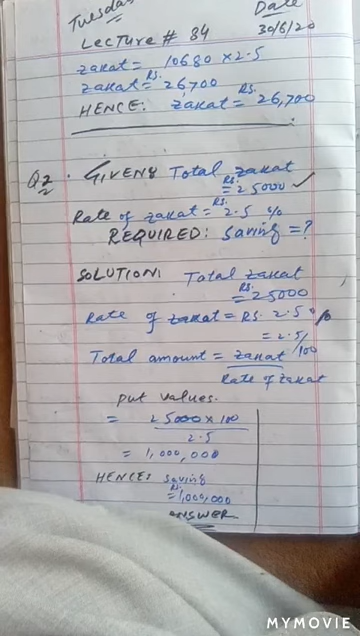 Tuesday
Date
Lecture # 84
30/6/20
zakat = 10680 × 2.5
zakat = Rs. 26,700
HENCE: zakat = Rs. 26,700
Q2. GIVEN: Total zakat
= Rs. 25000 ✓
Rate of zakat = Rs. 2.5 %
REQUIRED: saving = ?
SOLUTION: Total zakat
= Rs. 25000
Rate of zakat = Rs. 2.5 %
= 2.5/100
Total amount = zakat
Rate of zakat
put values.
= 25000 × 100
2.5
= 1,000,000
HENCE: saving
= Rs. 1,000,000
ANSWER
MYMOVIE